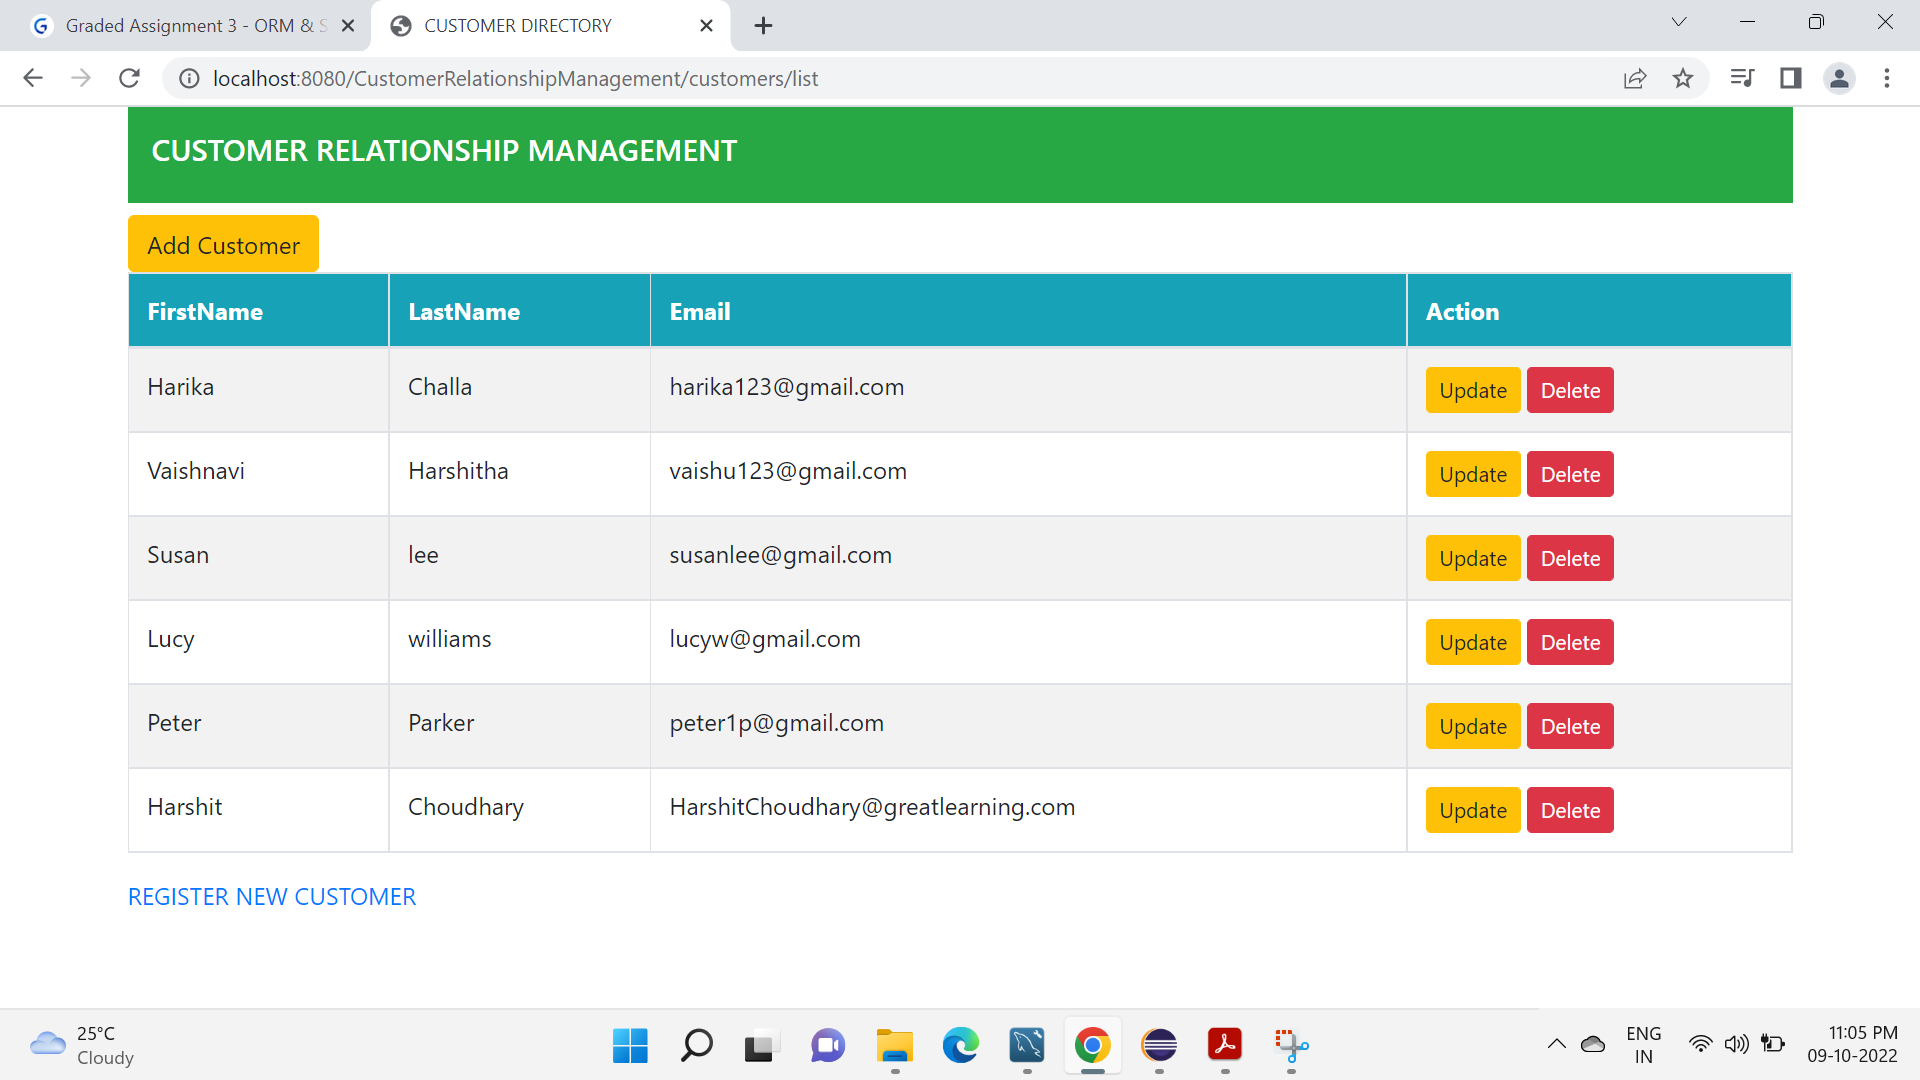 Graded Assignment 3 - ORM & S
CUSTOMER DIRECTORY
localhost:8080/CustomerRelationshipManagement/customers/list
CUSTOMER RELATIONSHIP MANAGEMENT
Add Customer
FirstName LastName Email Action
Harika Challa harika123@gmail.com Update Delete
Vaishnavi Harshitha vaishu123@gmail.com Update Delete
Susan lee susanlee@gmail.com Update Delete
Lucy williams lucyw@gmail.com Update Delete
Peter Parker peter1p@gmail.com Update Delete
Harshit Choudhary HarshitChoudhary@greatlearning.com Update Delete
REGISTER NEW CUSTOMER
25°C
Cloudy
ENG
IN
11:05 PM
09-10-2022